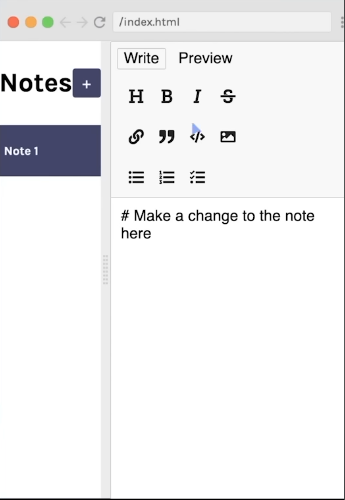 /index.html
Notes
+
Note 1
Write Preview
H B I S
# Make a change to the note
here